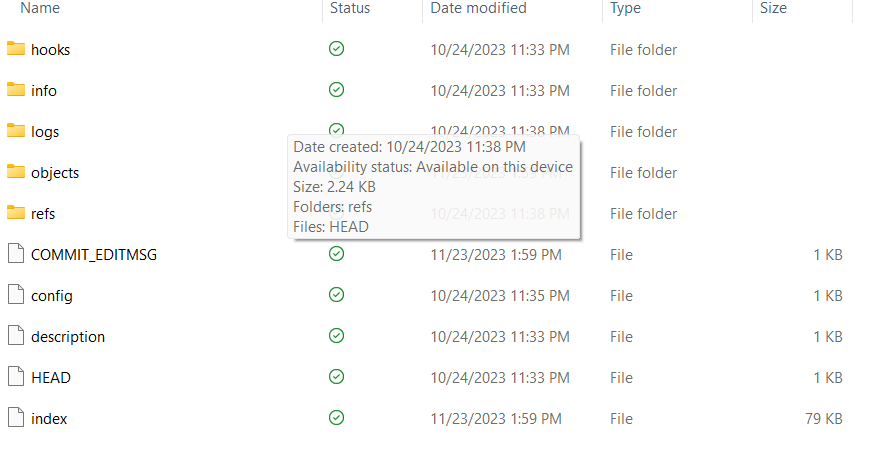 Name Status Date modified Type Size
hooks 10/24/2023 11:33 PM File folder
info 10/24/2023 11:33 PM File folder
logs 10/24/2023 11:38 PM File folder
Date created: 10/24/2023 11:38 PM
Availability status: Available on this device
Size: 2.24 KB
Folders: refs
Files: HEAD
objects File folder
refs 11:38 PM File folder
COMMIT_EDITMSG 11/23/2023 1:59 PM File 1 KB
config 10/24/2023 11:35 PM File 1 KB
description 10/24/2023 11:33 PM File 1 KB
HEAD 10/24/2023 11:33 PM File 1 KB
index 11/23/2023 1:59 PM File 79 KB